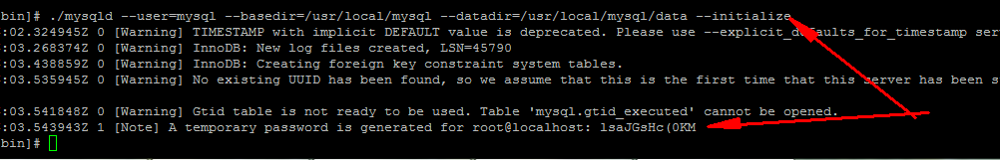 bin]# ./mysqld --user=mysql --basedir=/usr/local/mysql --datadir=/usr/local/mysql/data --initialize
:02.324945Z 0 [Warning] TIMESTAMP with implicit DEFAULT value is deprecated. Please use --explicit_defaults_for_timestamp ser
:03.268374Z 0 [Warning] InnoDB: New log files created, LSN=45790
:03.438859Z 0 [Warning] InnoDB: Creating foreign key constraint system tables.
:03.535945Z 0 [Warning] No existing UUID has been found, so we assume that this is the first time that this server has been s
:03.541848Z 0 [Warning] Gtid table is not ready to be used. Table 'mysql.gtid_executed' cannot be opened.
:03.543943Z 1 [Note] A temporary password is generated for root@localhost: lsaJGsHc(0KM
bin]#